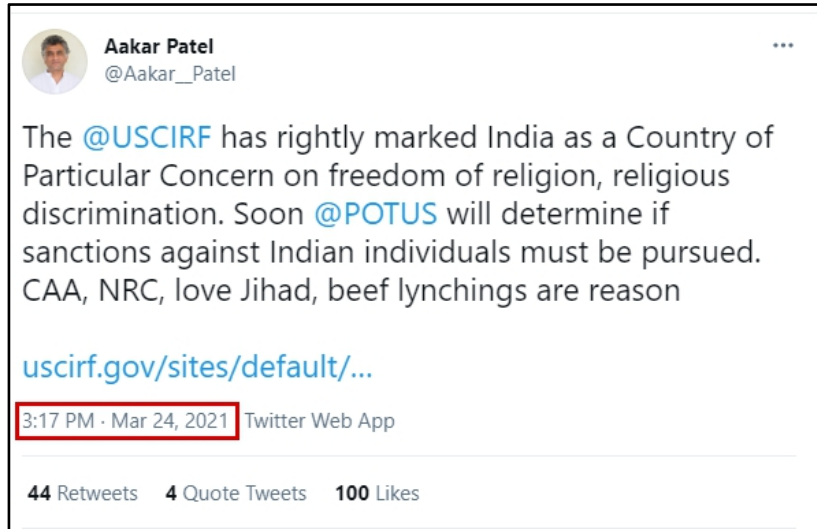 Aakar Patel
@Aakar__Patel
The @USCIRF has rightly marked India as a Country of
Particular Concern on freedom of religion, religious
discrimination. Soon @POTUS will determine if
sanctions against Indian individuals must be pursued.
CAA, NRC, love Jihad, beef lynchings are reason
uscirf.gov/sites/default/...
3:17 PM · Mar 24, 2021 Twitter Web App
44 Retweets 4 Quote Tweets 100 Likes